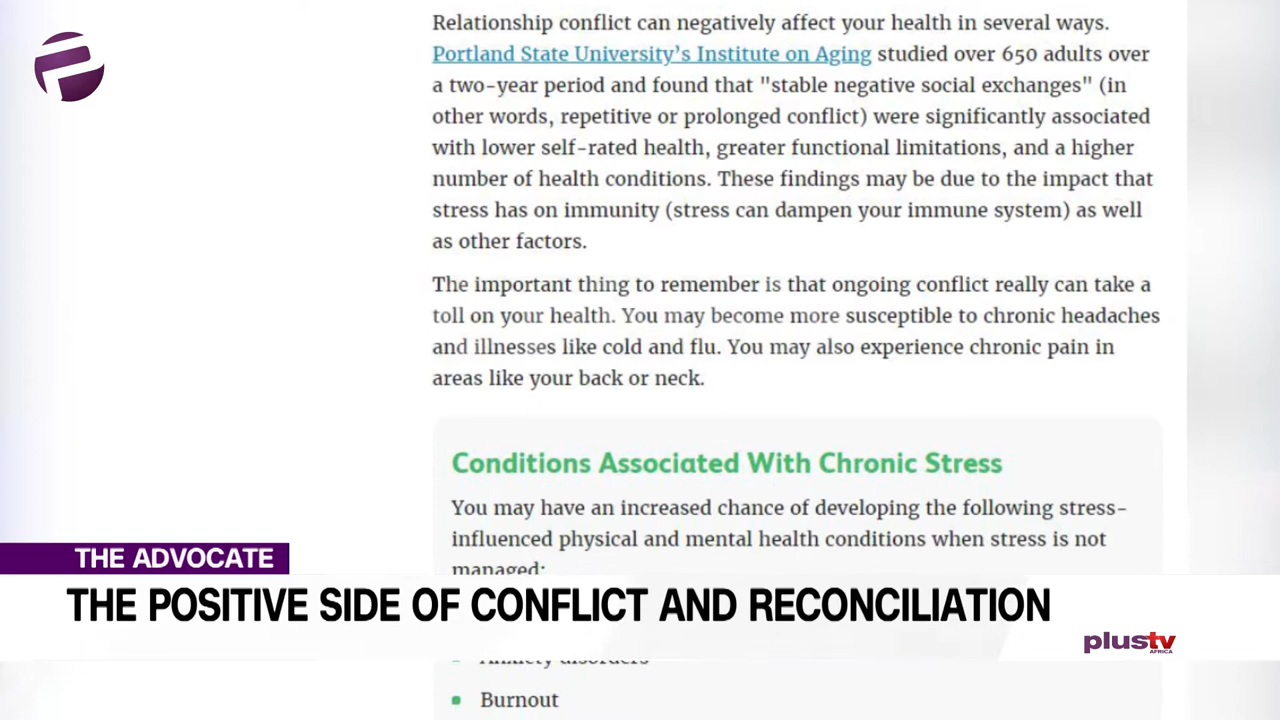 Relationship conflict can negatively affect your health in several ways.
Portland State University's Institute on Aging studied over 650 adults over
a two-year period and found that "stable negative social exchanges" (in
other words, repetitive or prolonged conflict) were significantly associated
with lower self-rated health, greater functional limitations, and a higher
number of health conditions. These findings may be due to the impact that
stress has on immunity (stress can dampen your immune system) as well
as other factors.
The important thing to remember is that ongoing conflict really can take a
toll on your health. You may become more susceptible to chronic headaches
and illnesses like cold and flu. You may also experience chronic pain in
areas like your back or neck.
Conditions Associated With Chronic Stress
You may have an increased chance of developing the following stress-
influenced physical and mental health conditions when stress is not
managed:
THE ADVOCATE
THE POSITIVE SIDE OF CONFLICT AND RECONCILIATION
plustv
AFRICA
Anxiety disorders
Burnout